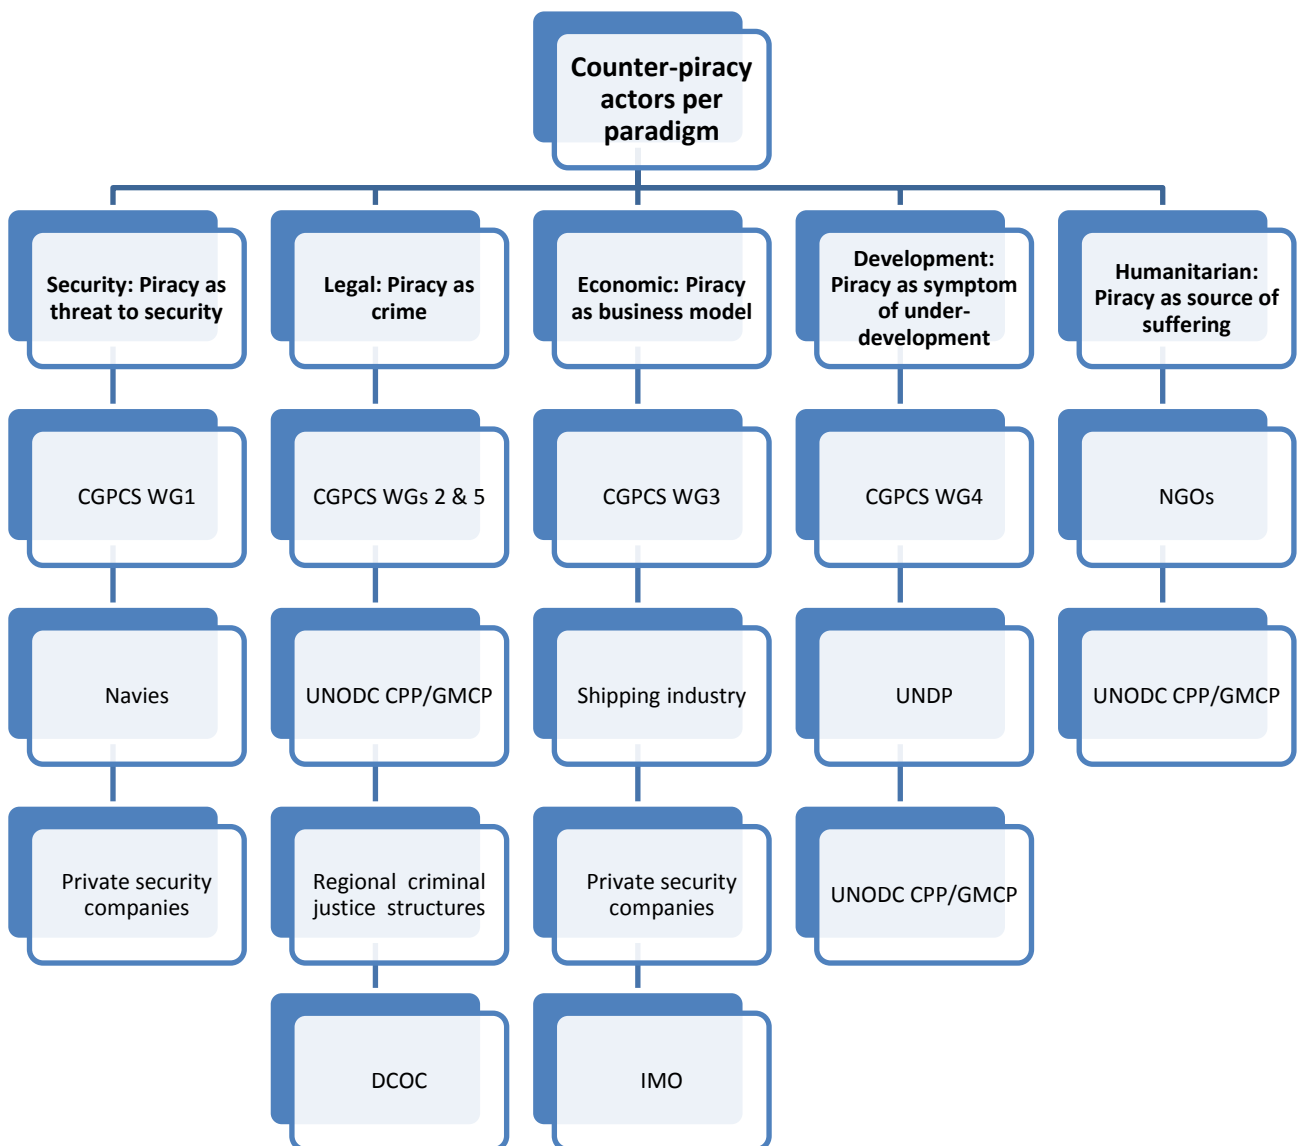 Counter-piracy
actors per
paradigm
Security: Piracy as
threat to security
Legal: Piracy as
crime
Economic: Piracy
as business model
Development:
Piracy as symptom
of under-
development
Humanitarian:
Piracy as source of
suffering
CGPCS WG1
CGPCS WGs 2 & 5
CGPCS WG3
CGPCS WG4
NGOs
Navies
UNODC CPP/GMCP
Shipping industry
UNDP
UNODC CPP/GMCP
Private security
companies
Regional criminal
justice structures
Private security
companies
UNODC CPP/GMCP
DCOC
IMO